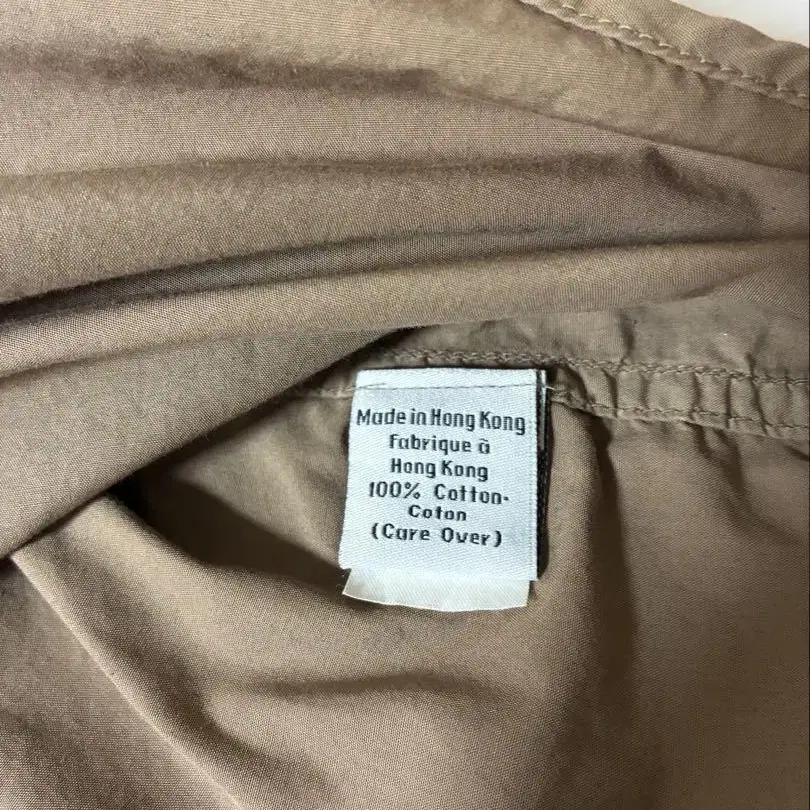 Made in Hong Kong
Fabrique à
Hong Kong
100% Cotton-
Coton
(Care Over)